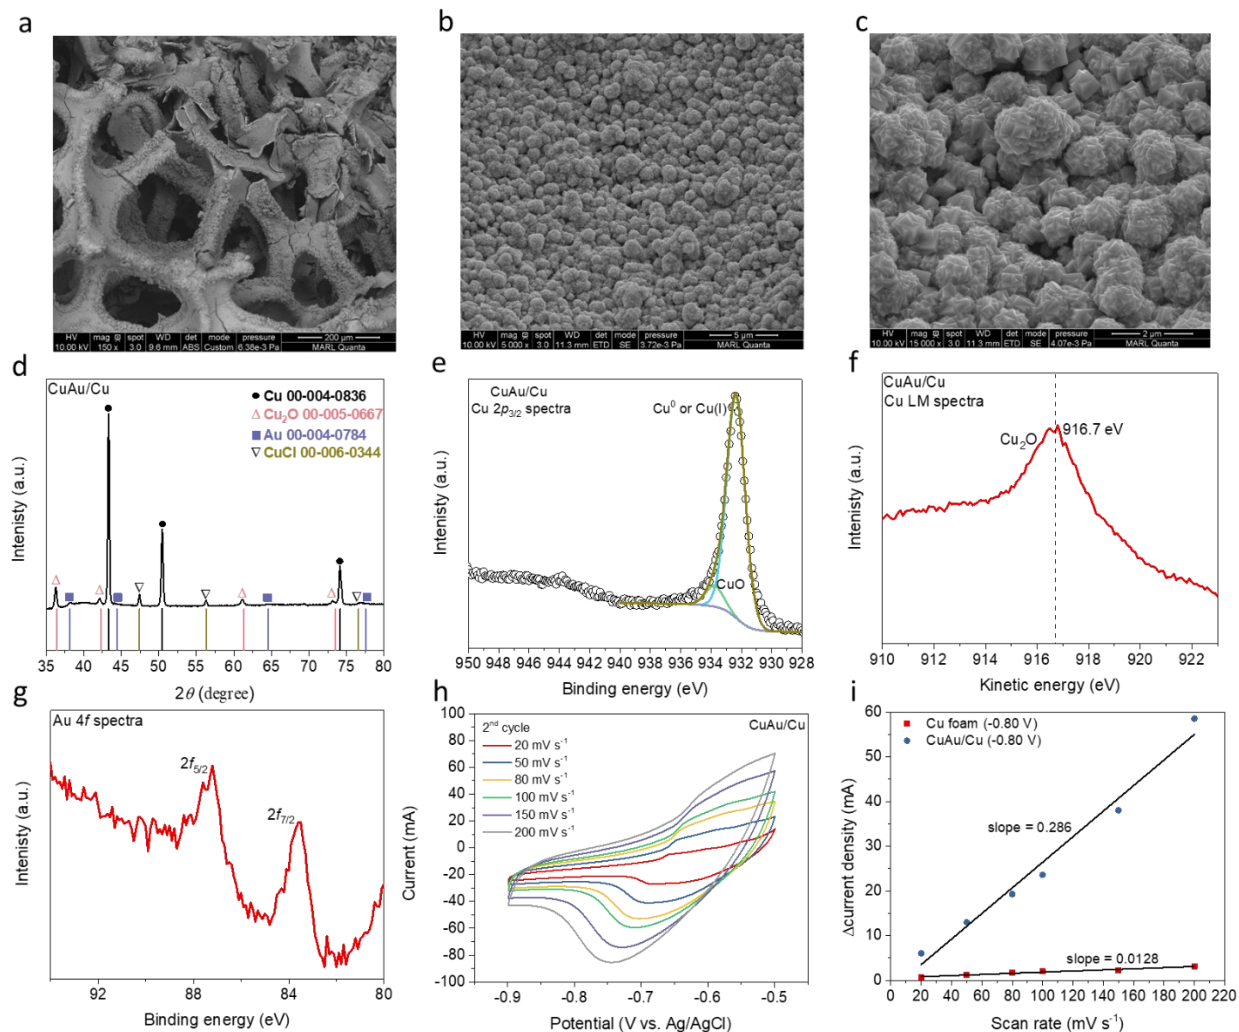 a
b
c
HV mag spot WD det mode pressure 200 µm
10.00 kV 150 x 3.0 9.6 mm ABS Custom 6.38e-3 Pa MARL Quanta
HV mag spot WD det mode pressure 5 µm
10.00 kV 5 000 x 3.0 11.3 mm ETD SE 3.72e-3 Pa MARL Quanta
HV mag spot WD det mode pressure 2 µm
10.00 kV 15 000 x 3.0 11.3 mm ETD SE 4.07e-3 Pa MARL Quanta
d
CuAu/Cu
Cu 00-004-0836
Cu₂O 00-005-0667
Au 00-004-0784
CuCl 00-006-0344
Intenisty (a.u.)
35 40 45 50 55 60 65 70 75 80
2θ (degree)
e
CuAu/Cu
Cu 2p₃/₂ spectra
Cu⁰ or Cu(I)
CuO
Intenisty (a.u.)
950 948 946 944 942 940 938 936 934 932 930 928
Binding energy (eV)
f
CuAu/Cu
Cu LM spectra
Cu₂O
916.7 eV
Intenisty (a.u.)
910 912 914 916 918 920 922
Kinetic energy (eV)
g
Au 4f spectra
2f₅/₂
2f₇/₂
Intenisty (a.u.)
92 88 84 80
Binding energy (eV)
h
2ⁿᵈ cycle
CuAu/Cu
20 mV s⁻¹
50 mV s⁻¹
80 mV s⁻¹
100 mV s⁻¹
150 mV s⁻¹
200 mV s⁻¹
Current (mA)
100
80
60
40
20
0
-20
-40
-60
-80
-100
-0.9 -0.8 -0.7 -0.6 -0.5
Potential (V vs. Ag/AgCl)
i
Cu foam (-0.80 V)
CuAu/Cu (-0.80 V)
slope = 0.286
slope = 0.0128
Δcurrent density (mA)
60
50
40
30
20
10
0
0 20 40 60 80 100 120 140 160 180 200 220
Scan rate (mV s⁻¹)